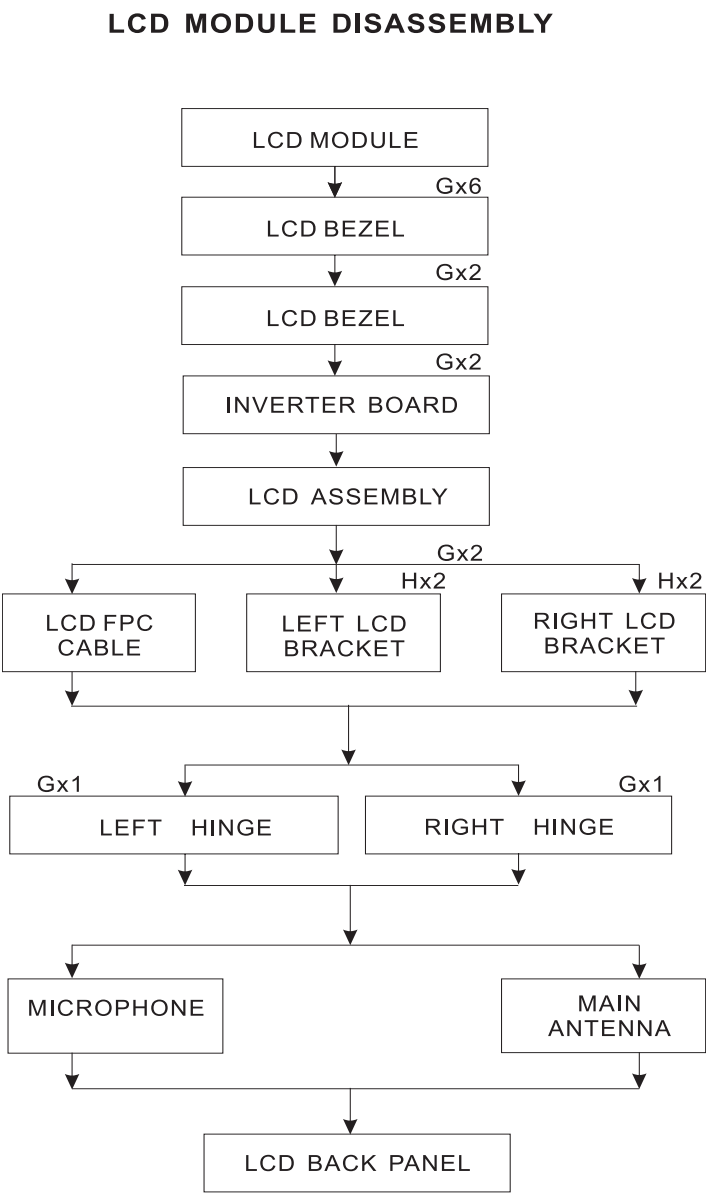 LCD MODULE DISASSEMBLY
LCD MODULE
Gx6
LCD BEZEL
Gx2
LCD BEZEL
Gx2
INVERTER BOARD
LCD ASSEMBLY
Gx2
Hx2
Hx2
LCD FPC
CABLE
LEFT LCD
BRACKET
RIGHT LCD
BRACKET
Gx1
Gx1
LEFT HINGE
RIGHT HINGE
MICROPHONE
MAIN
ANTENNA
LCD BACK PANEL